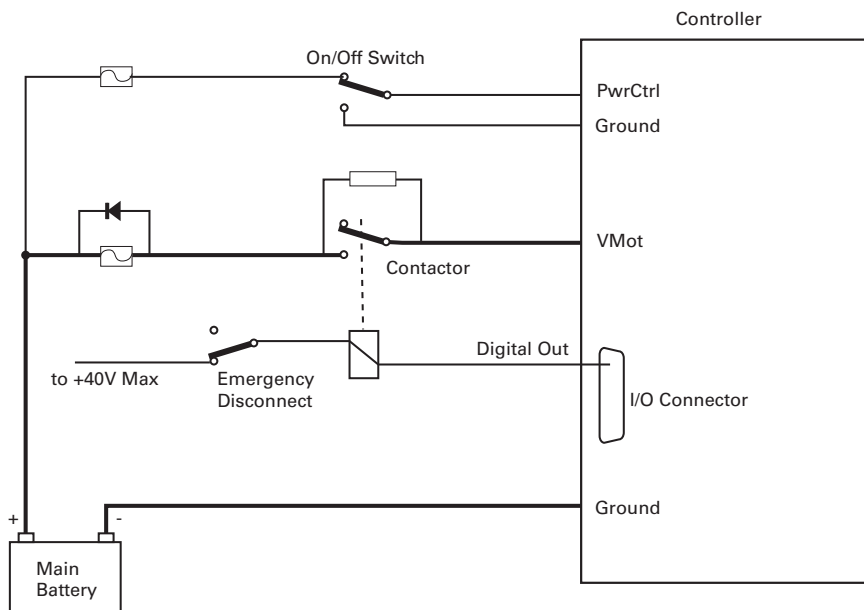 Controller
On/Off Switch
PwrCtrl
Ground
VMot
Contactor
Digital Out
to +40V Max
Emergency
Disconnect
I/O Connector
Ground
+
-
Main
Battery